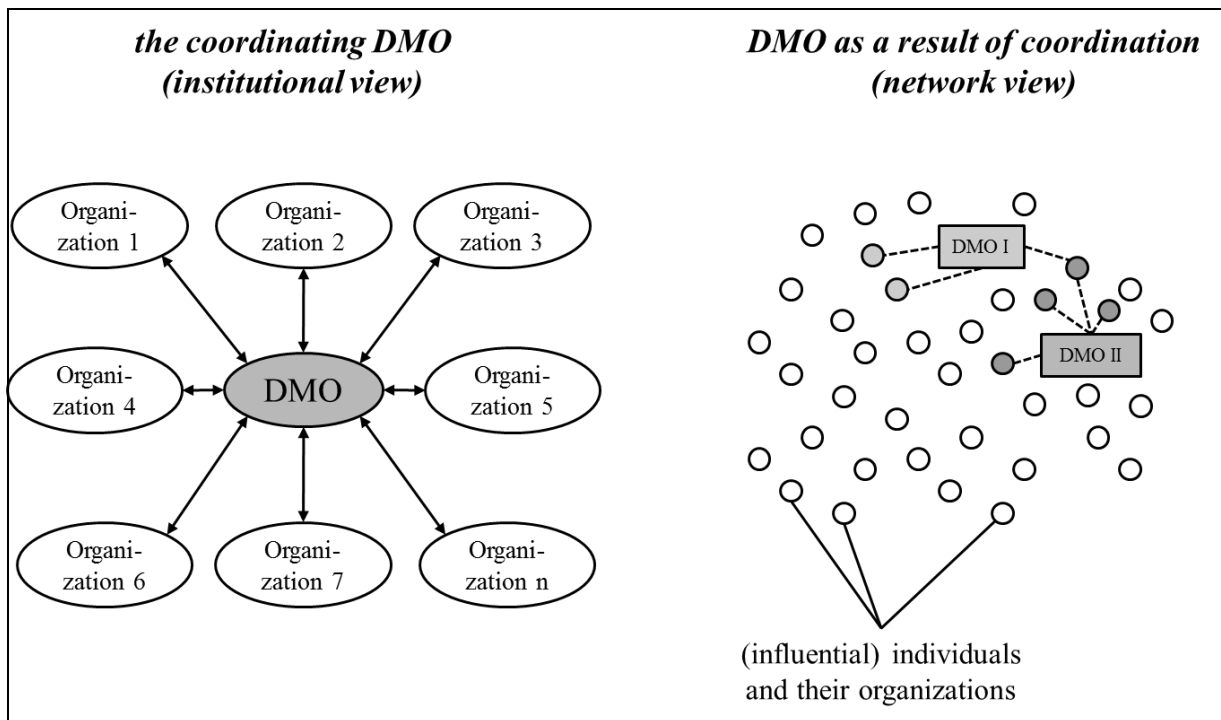 the coordinating DMO
(institutional view)
DMO as a result of coordination
(network view)
Organi-
zation 1
Organi-
zation 2
Organi-
zation 3
Organi-
zation 4
DMO
Organi-
zation 5
Organi-
zation 6
Organi-
zation 7
Organi-
zation n
DMO I
DMO II
(influential) individuals
and their organizations